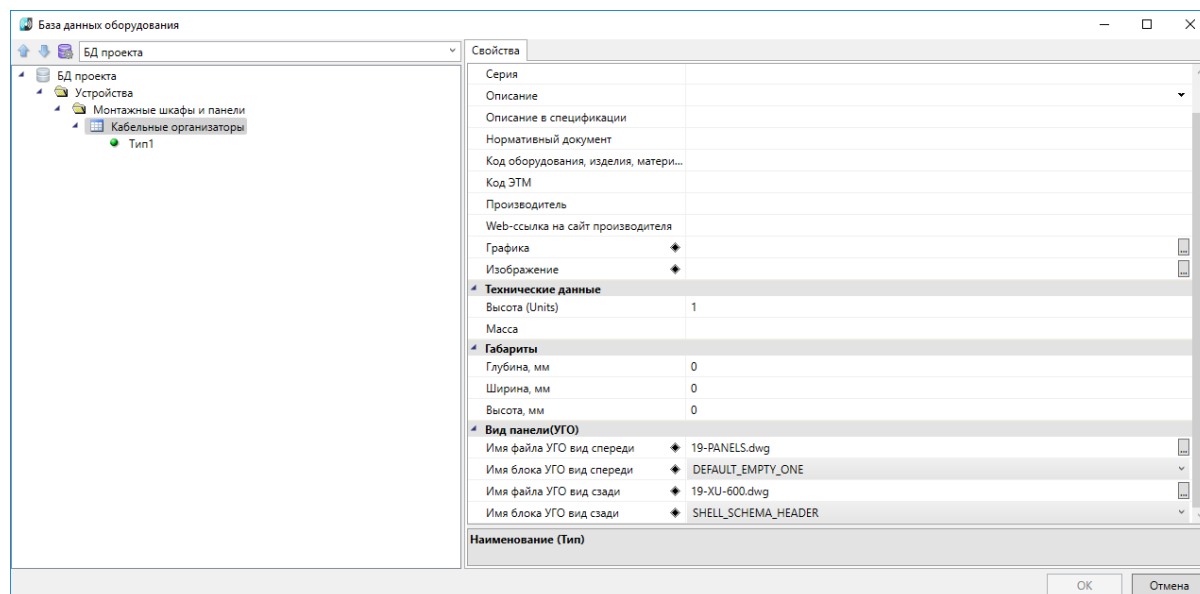 База данных оборудования
БД проекта
БД проекта
Устройства
Монтажные шкафы и панели
Кабельные организаторы
Тип1
Свойства
Серия
Описание
Описание в спецификации
Нормативный документ
Код оборудования, изделия, матери...
Код ЭТМ
Производитель
Web-ссылка на сайт производителя
Графика
...
Изображение
...
Технические данные
Высота (Units) 1
Масса
Габариты
Глубина, мм 0
Ширина, мм 0
Высота, мм 0
Вид панели(УГО)
Имя файла УГО вид спереди 19-PANELS.dwg ...
Имя блока УГО вид спереди DEFAULT_EMPTY_ONE
Имя файла УГО вид сзади 19-XU-600.dwg ...
Имя блока УГО вид сзади SHELL_SCHEMA_HEADER
Наименование (Тип)
ОК Отмена